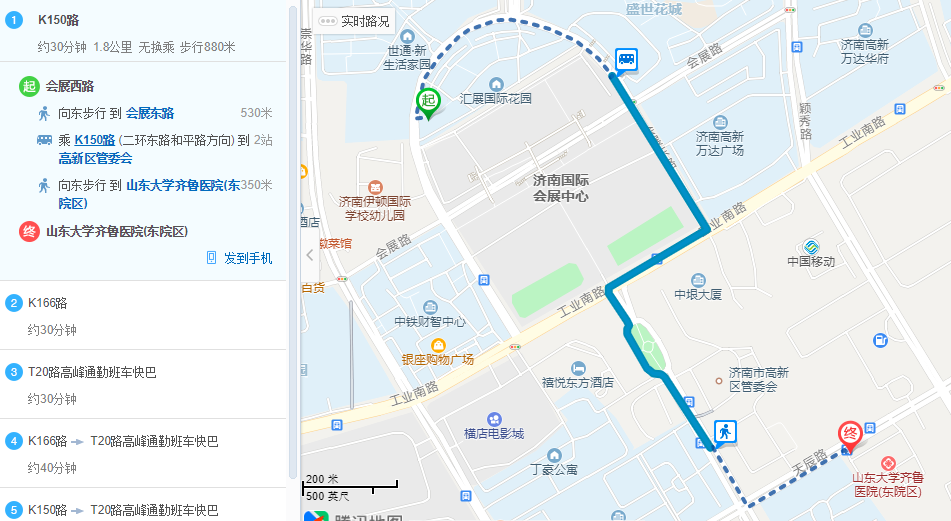 1 K150路
约30分钟 1.8公里 无换乘 步行880米
起 会展西路
向东步行 到 会展东路 530米
乘 K150路 (二环东路和平路方向) 到 2站
高新区管委会
向东步行 到 山东大学齐鲁医院(东 350米
院区)
终 山东大学齐鲁医院(东院区)
发到手机
2 K166路
约30分钟
3 T20路高峰通勤班车快巴
约30分钟
4 K166路 T20路高峰通勤班车快巴
约40分钟
5 K150路 T20路高峰通勤班车快巴
实时路况
盛世花城
崇华路
世通·新
生活家园
会展路
济南高新
万达华府
起
汇展国际花园
颖秀路
济南高新
万达广场
济南国际
会展中心
济南伊顿国际
学校幼儿园
酒店
徽菜馆
会展路
工业南路
中国移动
百货
中垠大厦
工业南路
中铁财智中心
银座购物广场
禧悦东方酒店
济南市高新
区管委会
工业南路
横店电影城
终
天辰路
丁豪公寓
山东大学齐鲁
医院(东院区)
200 米
500 英尺
腾讯地图